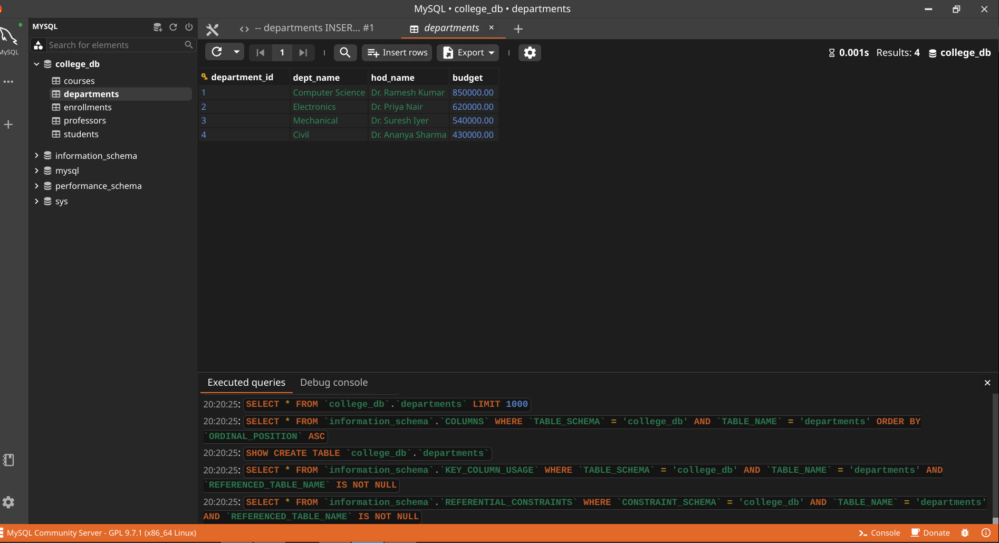 MySQL • college_db • departments
MySQL
MYSQL
Search for elements
college_db
courses
departments
enrollments
professors
students
information_schema
mysql
performance_schema
sys
-- departments INSER... #1
departments
1
Insert rows
Export
0.001s Results: 4 college_db
department_id dept_name hod_name budget
1 Computer Science Dr. Ramesh Kumar 850000.00
2 Electronics Dr. Priya Nair 620000.00
3 Mechanical Dr. Suresh Iyer 540000.00
4 Civil Dr. Ananya Sharma 430000.00
Executed queries Debug console
20:20:25: SELECT * FROM `college_db`.`departments` LIMIT 1000
20:20:25: SELECT * FROM `information_schema`.`COLUMNS` WHERE `TABLE_SCHEMA` = 'college_db' AND `TABLE_NAME` = 'departments' ORDER BY
`ORDINAL_POSITION` ASC
20:20:25: SHOW CREATE TABLE `college_db`.`departments`
20:20:25: SELECT * FROM `information_schema`.`KEY_COLUMN_USAGE` WHERE `TABLE_SCHEMA` = 'college_db' AND `TABLE_NAME` = 'departments' AND
`REFERENCED_TABLE_NAME` IS NOT NULL
20:20:25: SELECT * FROM `information_schema`.`REFERENTIAL_CONSTRAINTS` WHERE `CONSTRAINT_SCHEMA` = 'college_db' AND `TABLE_NAME` = 'departments'
AND `REFERENCED_TABLE_NAME` IS NOT NULL
MySQL Community Server - GPL 9.7.1 (x86_64 Linux)
Console Donate